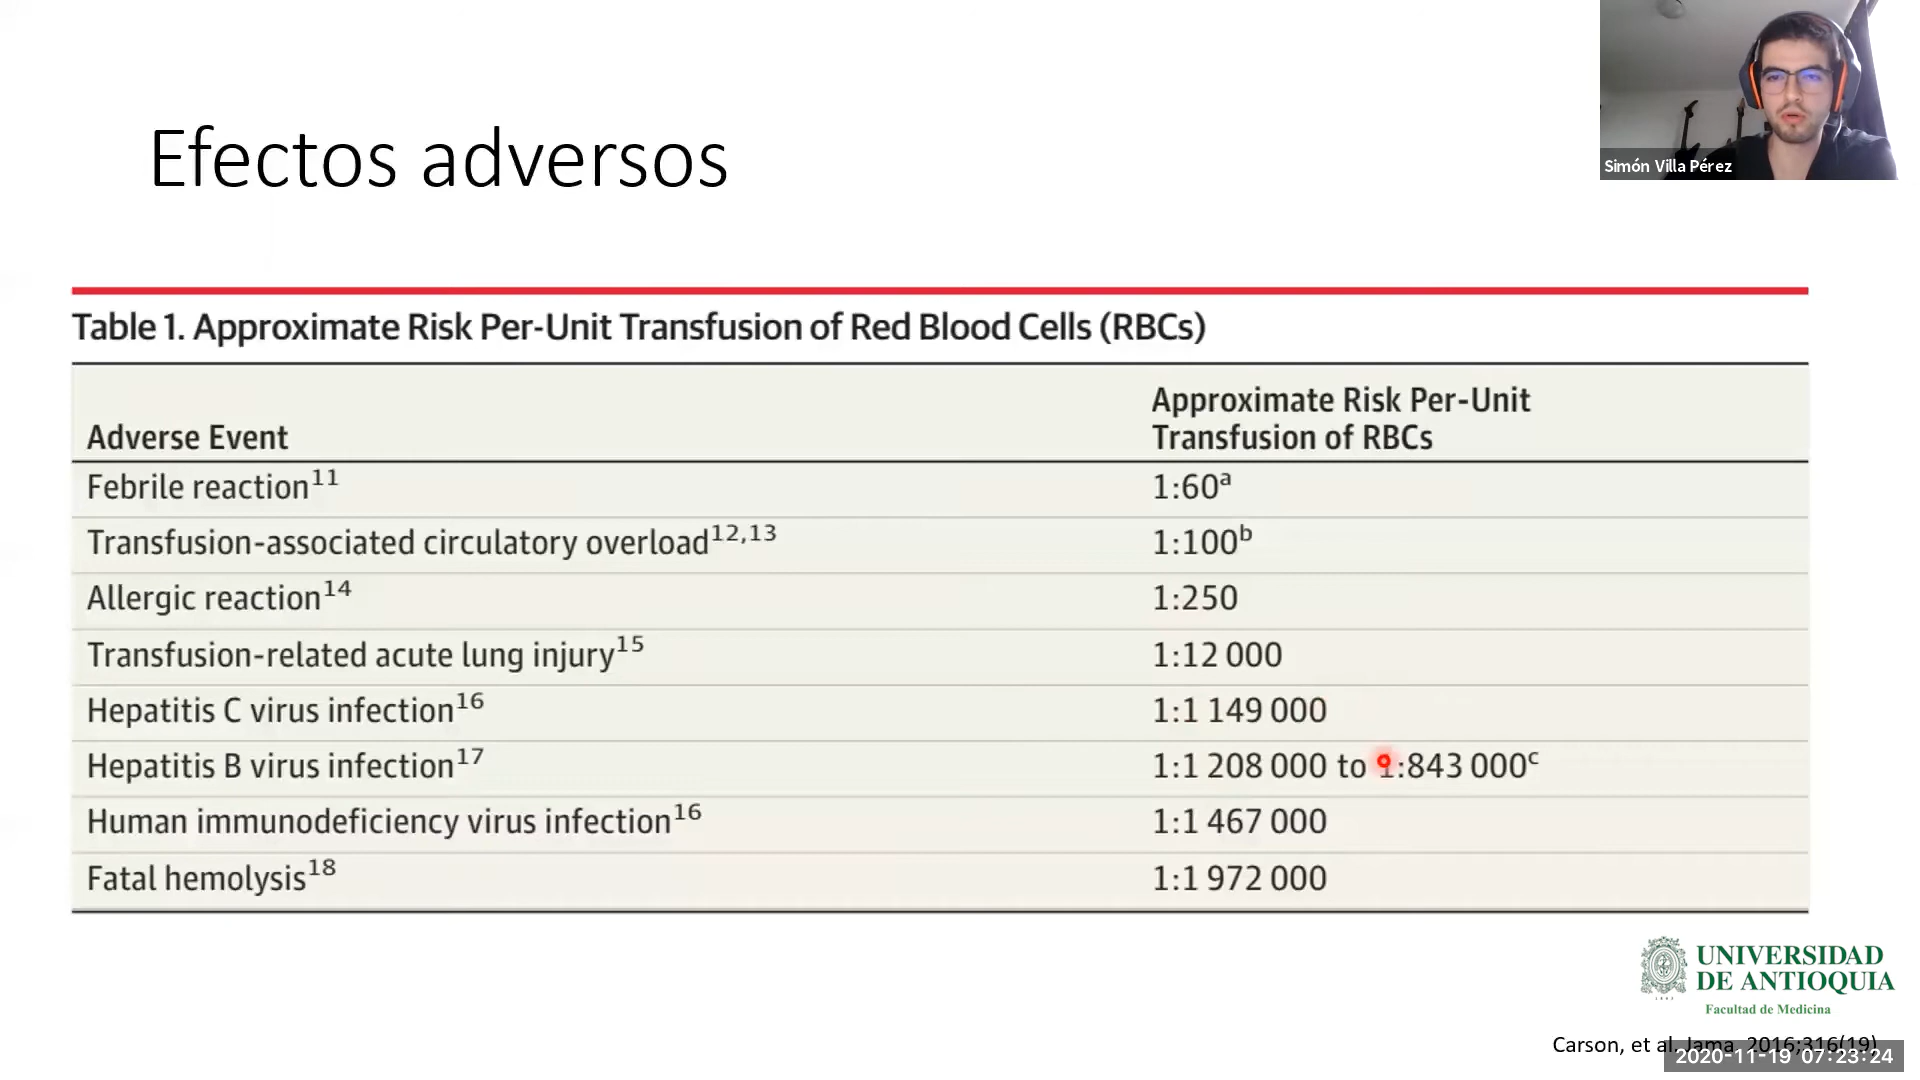 Simón Villa Pérez
Efectos adversos
Table 1. Approximate Risk Per-Unit Transfusion of Red Blood Cells (RBCs)
Adverse Event
Approximate Risk Per-Unit
Transfusion of RBCs
Febrile reaction11 1:60a
Transfusion-associated circulatory overload12,13 1:100b
Allergic reaction14 1:250
Transfusion-related acute lung injury15 1:12 000
Hepatitis C virus infection16 1:1 149 000
Hepatitis B virus infection17 1:1 208 000 to 1:843 000c
Human immunodeficiency virus infection16 1:1 467 000
Fatal hemolysis18 1:1 972 000
UNIVERSIDAD
DE ANTIOQUIA
Facultad de Medicina
Carson, et al. Jama. 2016;316(19)
2020-11-19 07:23:24